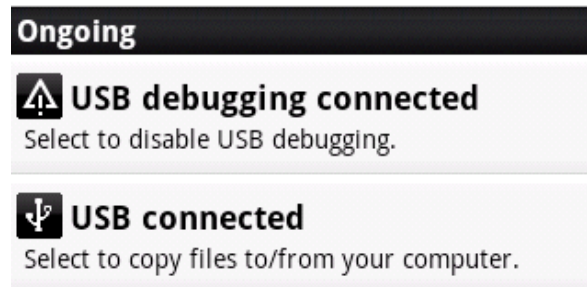 Ongoing
USB debugging connected
Select to disable USB debugging.
USB connected
Select to copy files to/from your computer.